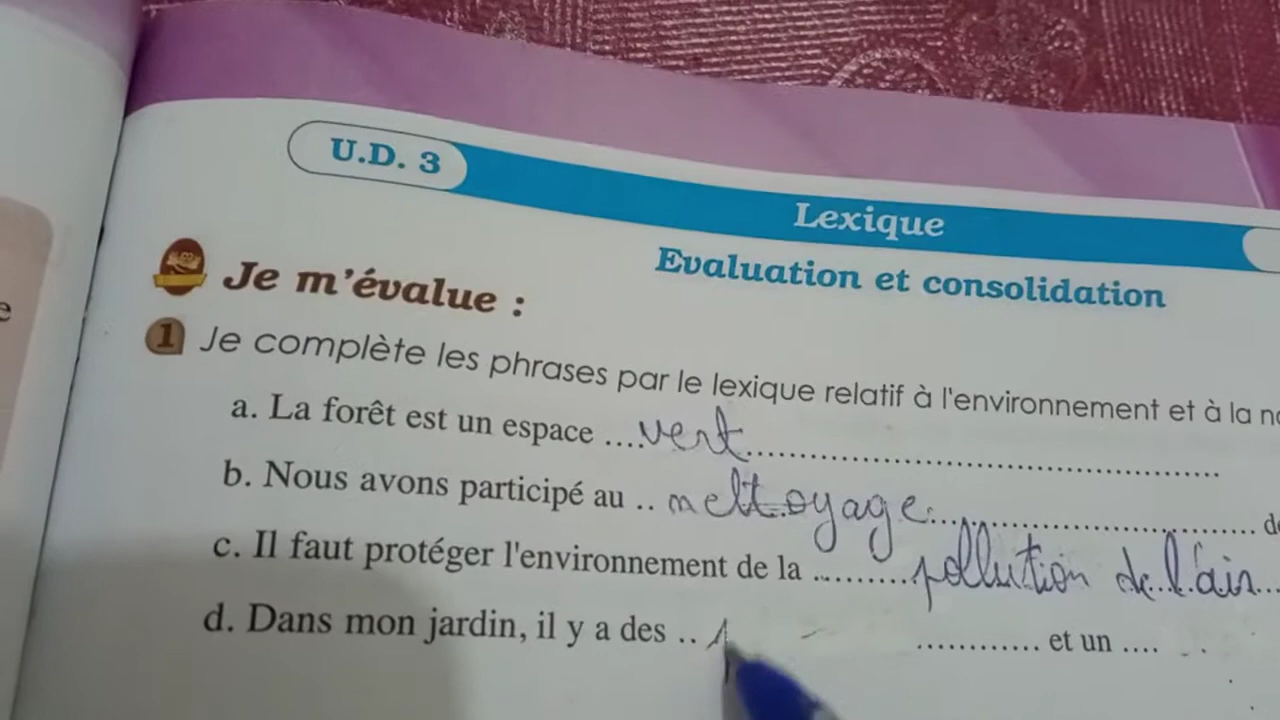 U.D. 3
Lexique
Evaluation et consolidation
Je m'évalue :
1 Je complète les phrases par le lexique relatif à l'environnement et à la
a. La forêt est un espace ....vert..........
b. Nous avons participé au .. nettoyage..........
c. Il faut protéger l'environnement de la .......... pollution de l'air...
d. Dans mon jardin, il y a des .. ............ et un ....